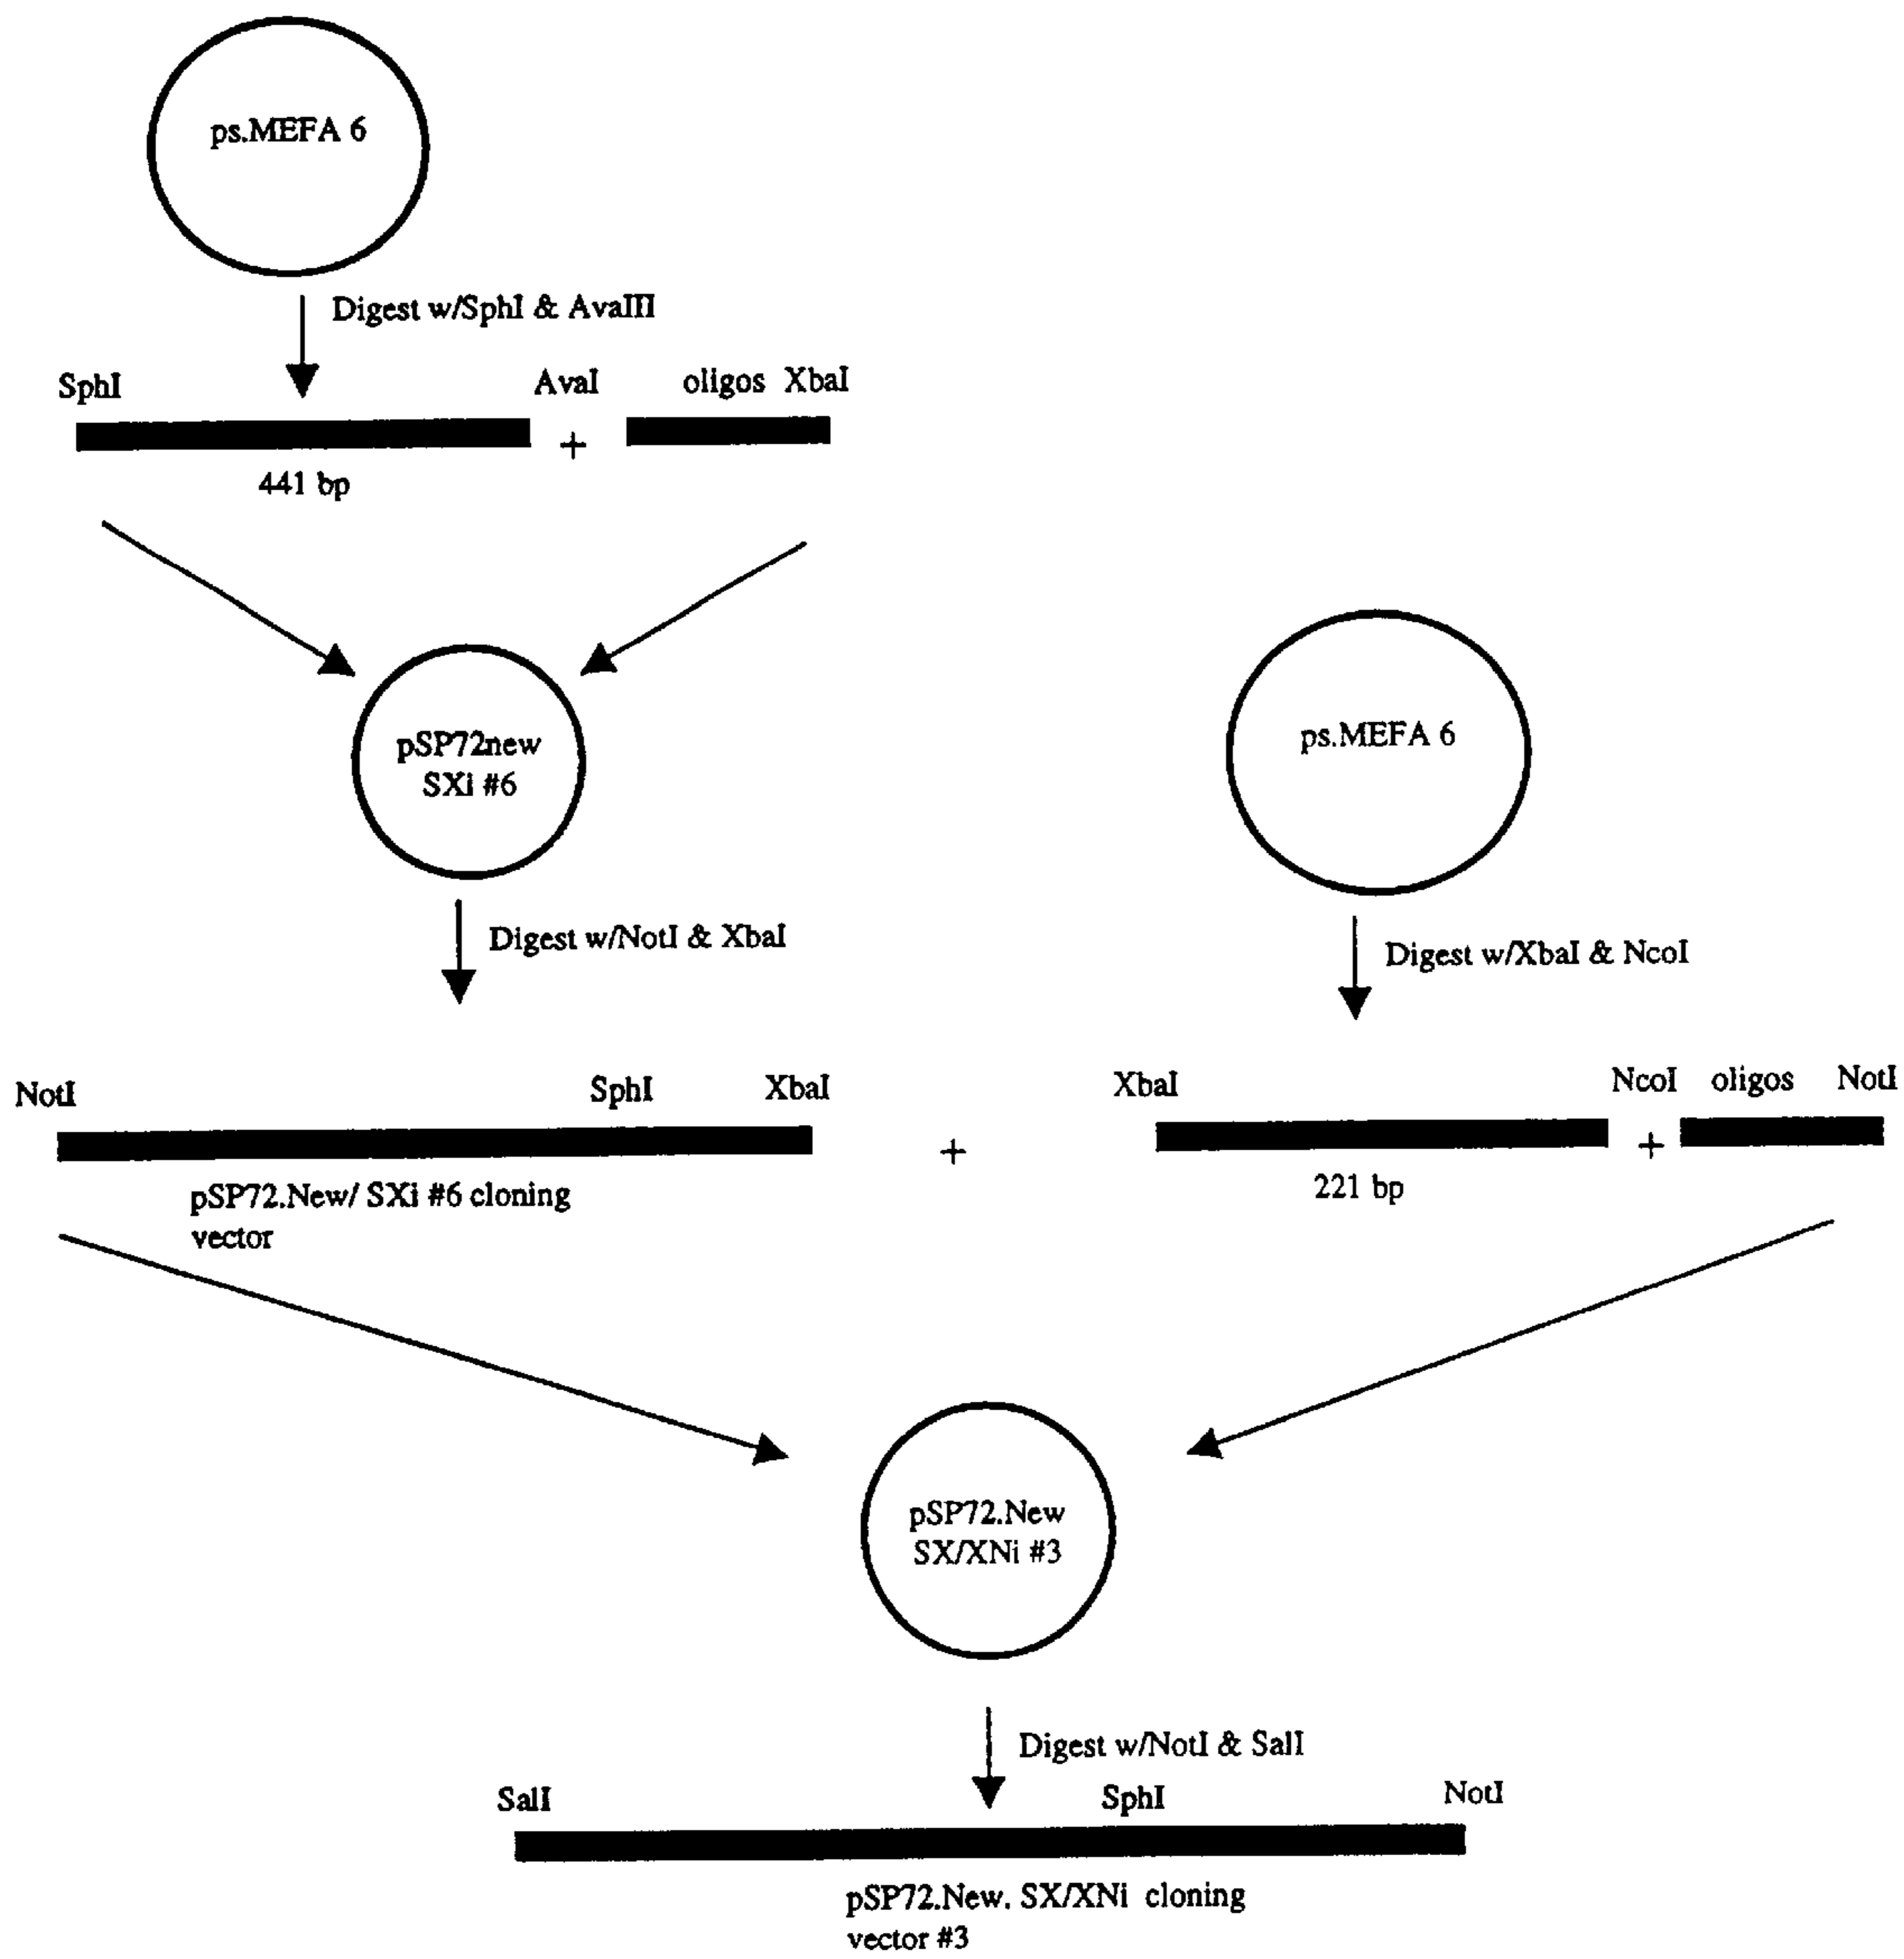 ps.MEFA 6
Digest w/SphI & AvaIII
SphI
AvaI
oligos XbaI
+
441 bp
pSP72new
SXi #6
ps.MEFA 6
Digest w/NotI & XbaI
Digest w/XbaI & NcoI
NotI
SphI
XbaI
XbaI
NcoI
oligos
NotI
+
+
pSP72.New/ SXi #6 cloning
vector
221 bp
pSP72.New
SX/XNi #3
Digest w/NotI & SalI
SalI
SphI
NotI
pSP72.New. SX/XNi cloning
vector #3